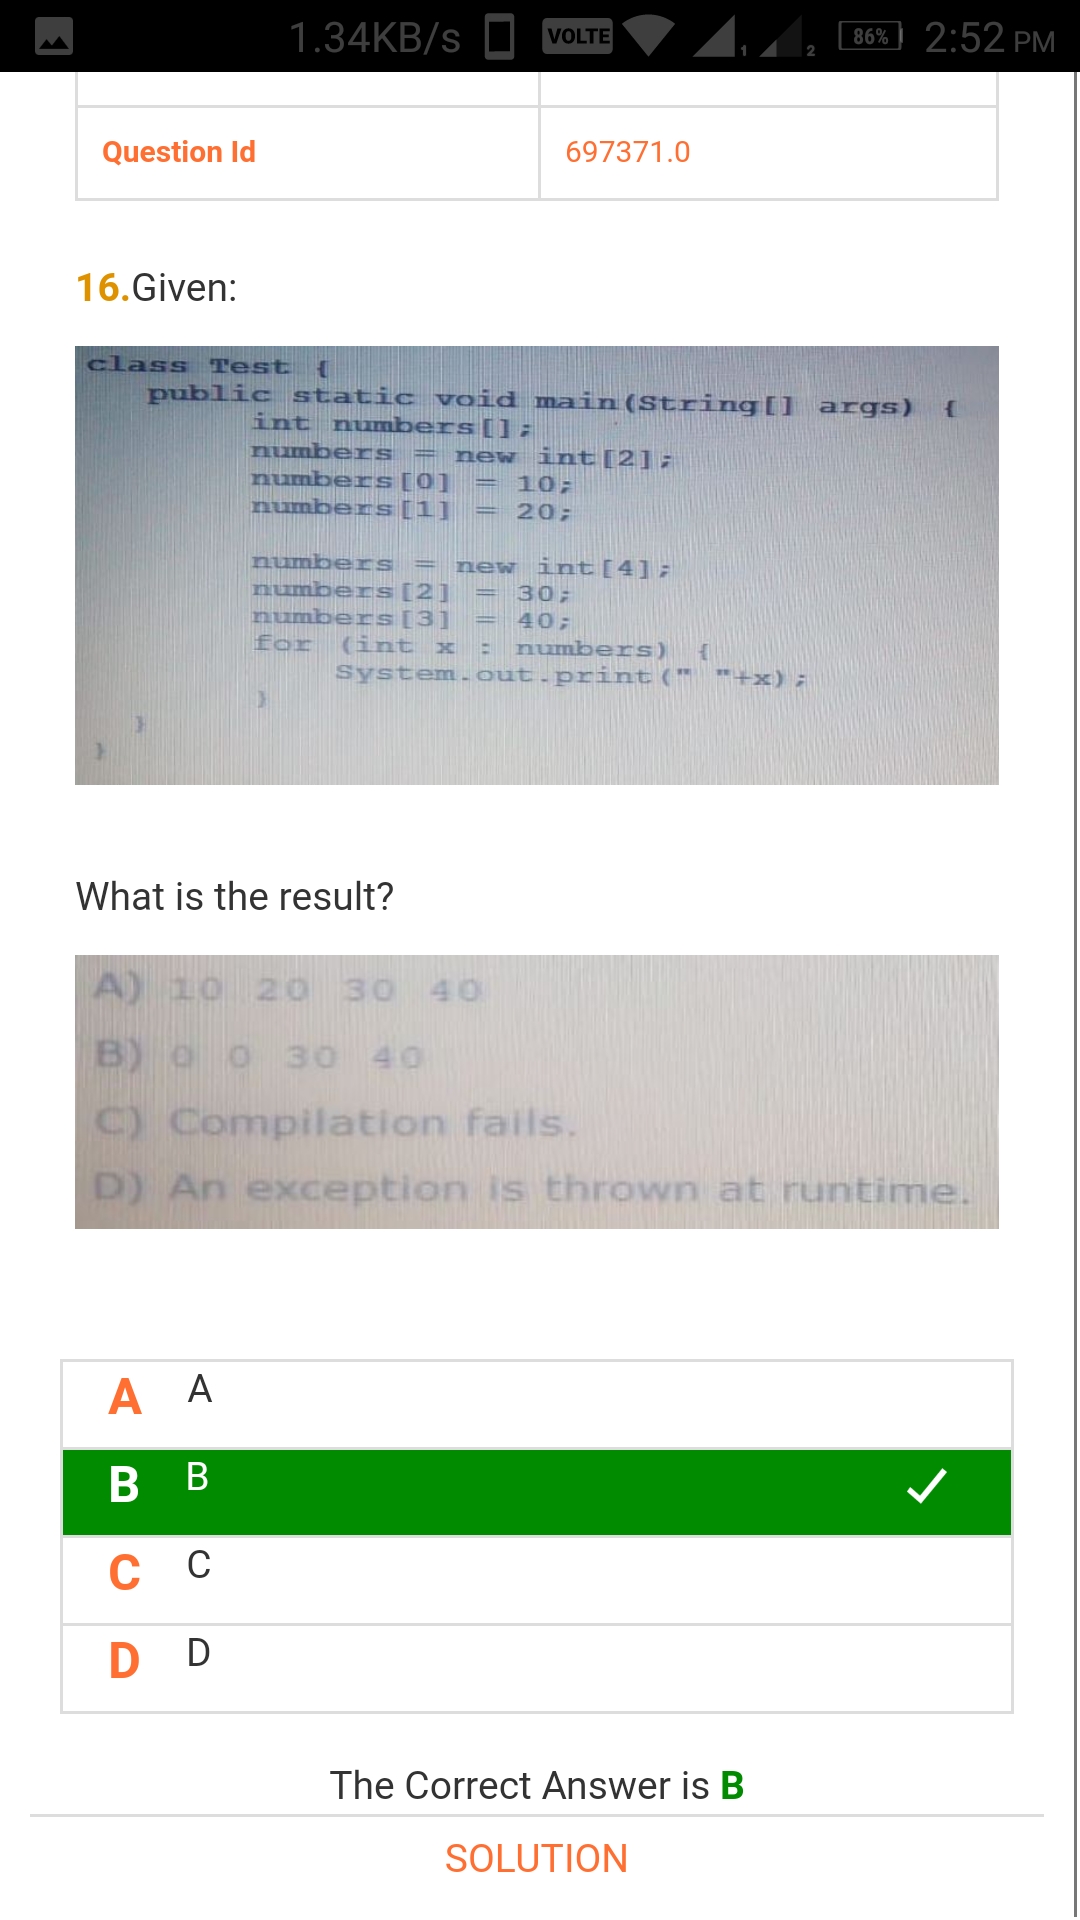 1.34KB/s VOLTE 1 2 86% 2:52 PM
Question Id 697371.0
16.Given:
class Test {
public static void main(String[] args) {
int numbers[];
numbers = new int[2];
numbers[0] = 10;
numbers[1] = 20;
numbers = new int[4];
numbers[2] = 30;
numbers[3] = 40;
for (int x : numbers) {
System.out.print(" "+x);
}
}
}
What is the result?
A) 10 20 30 40
B) 0 0 30 40
C) Compilation fails.
D) An exception is thrown at runtime.
A A
B B
C C
D D
The Correct Answer is B
SOLUTION